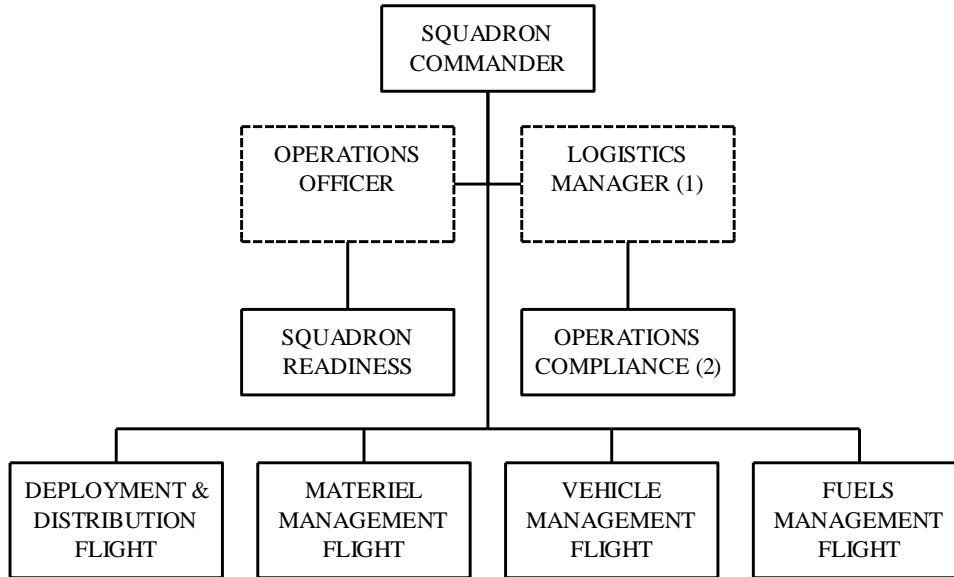 SQUADRON
COMMANDER
OPERATIONS
OFFICER
LOGISTICS
MANAGER (1)
SQUADRON
READINESS
OPERATIONS
COMPLIANCE (2)
DEPLOYMENT &
DISTRIBUTION
FLIGHT
MATERIEL
MANAGEMENT
FLIGHT
VEHICLE
MANAGEMENT
FLIGHT
FUELS
MANAGEMENT
FLIGHT